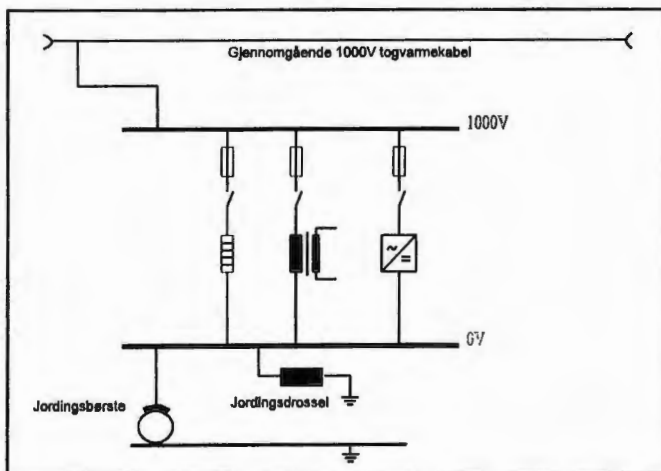 Gjennomgående 1000V togvarmekabel
1000V
0V
Jordingsbørste
Jordingsdrossel